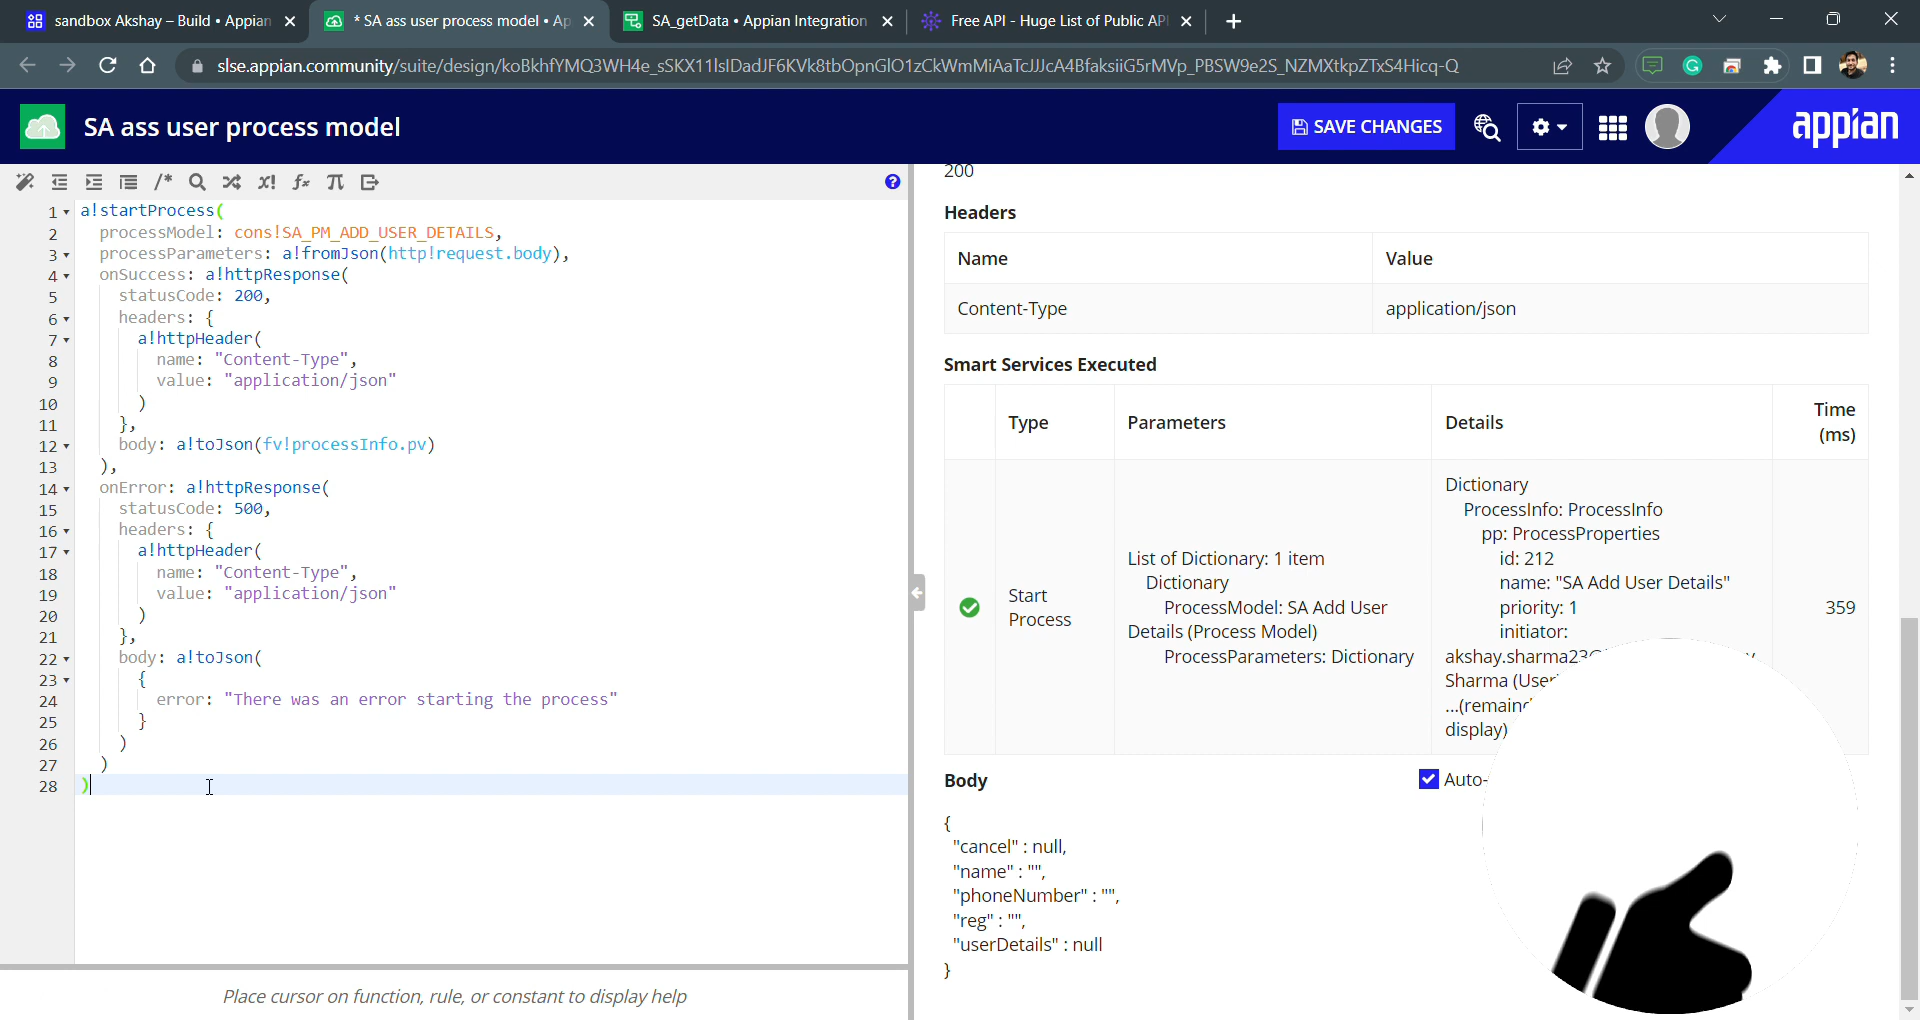 sandbox Akshay – Build • Appian
* SA ass user process model • Ap
SA_getData • Appian Integration
Free API - Huge List of Public API
slse.appian.community/suite/design/
SA ass user process model
SAVE CHANGES
appian
1 a!startProcess(
2 processModel: cons!SA_PM_ADD_USER_DETAILS,
3 processParameters: a!fromJson(http!request.body),
4 onSuccess: a!httpResponse(
5 statusCode: 200,
6 headers: {
7 a!httpHeader(
8 name: "Content-Type",
9 value: "application/json"
10 )
11 },
12 body: a!toJson(fv!processInfo.pv)
13 ),
14 onError: a!httpResponse(
15 statusCode: 500,
16 headers: {
17 a!httpHeader(
18 name: "Content-Type",
19 value: "application/json"
20 )
21 },
22 body: a!toJson(
23 {
24 error: "There was an error starting the process"
25 }
26 )
27 )
28 )
Place cursor on function, rule, or constant to display help
200
Headers
Name Value
Content-Type application/json
Smart Services Executed
Type Parameters Details Time (ms)
Start
Process
List of Dictionary: 1 item
Dictionary
ProcessModel: SA Add User
Details (Process Model)
ProcessParameters: Dictionary
Dictionary
ProcessInfo: ProcessInfo
pp: ProcessProperties
id: 212
name: "SA Add User Details"
priority: 1
initiator:
akshay.sharma23
Sharma (User
...(remaind
display)
359
Body
Auto-
{
"cancel" : null,
"name" : "",
"phoneNumber" : "",
"reg" : "",
"userDetails" : null
}